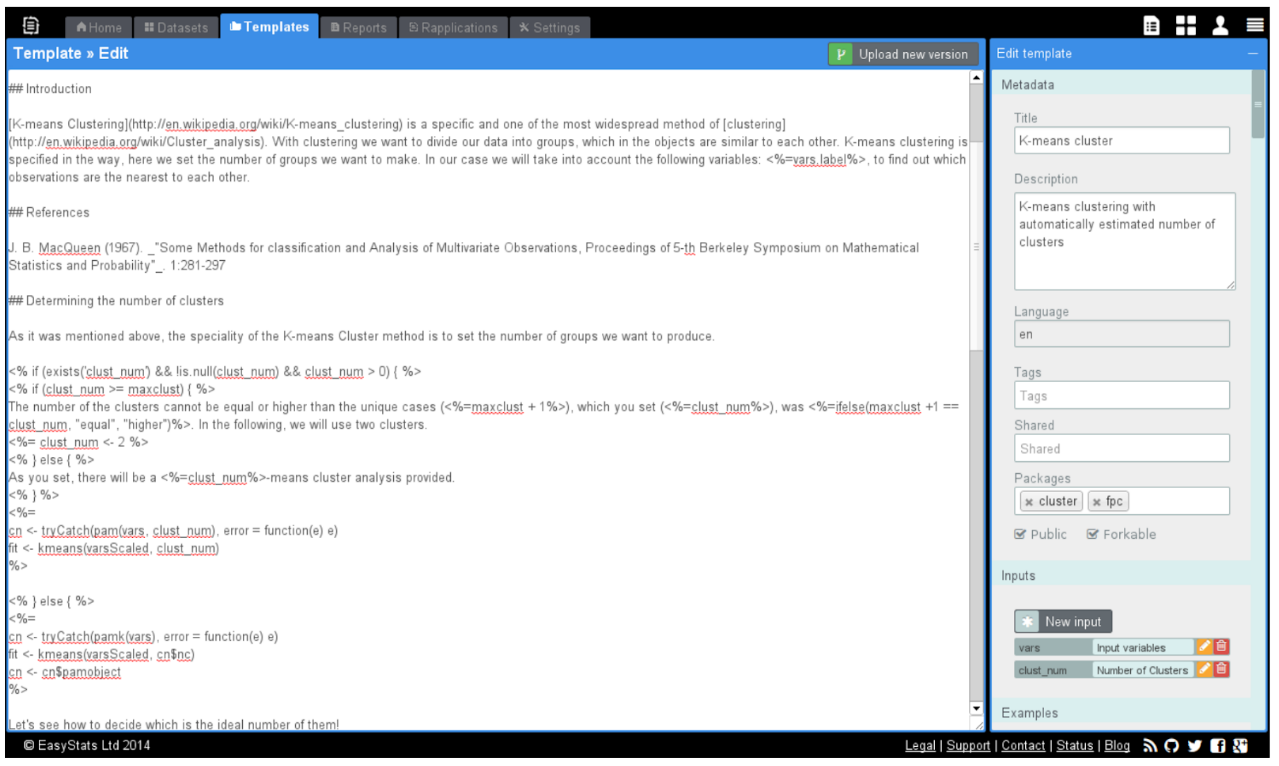 Home Datasets Templates Reports Rapplications Settings
Template » Edit
Upload new version
Edit template
## Introduction
[K-means Clustering](http://en.wikipedia.org/wiki/K-means_clustering) is a specific and one of the most widespread method of [clustering]
(http://en.wikipedia.org/wiki/Cluster_analysis). With clustering we want to divide our data into groups, which in the objects are similar to each other. K-means clustering is
specified in the way, here we set the number of groups we want to make. In our case we will take into account the following variables: <%=vars.label%>, to find out which
observations are the nearest to each other.
## References
J. B. MacQueen (1967). _"Some Methods for classification and Analysis of Multivariate Observations, Proceedings of 5-th Berkeley Symposium on Mathematical
Statistics and Probability"_. 1:281-297
## Determining the number of clusters
As it was mentioned above, the speciality of the K-means Cluster method is to set the number of groups we want to produce.
<% if (exists('clust_num') && !is.null(clust_num) && clust_num > 0) { %>
<% if (clust_num >= maxclust) { %>
The number of the clusters cannot be equal or higher than the unique cases (<%=maxclust + 1%>), which you set (<%=clust_num%>), was <%=ifelse(maxclust +1 ==
clust_num, "equal", "higher")%>. In the following, we will use two clusters.
<%= clust_num <- 2 %>
<% } else { %>
As you set, there will be a <%=clust_num%>-means cluster analysis provided.
<% } %>
<%=
cn <- tryCatch(pam(vars, clust_num), error = function(e) e)
fit <- kmeans(varsScaled, clust_num)
%>
<% } else { %>
<%=
cn <- tryCatch(pamk(vars), error = function(e) e)
fit <- kmeans(varsScaled, cn$nc)
cn <- cn$pamobject
%>
Let's see how to decide which is the ideal number of them!
Metadata
Title
K-means cluster
Description
K-means clustering with
automatically estimated number of
clusters
Language
en
Tags
Tags
Shared
Shared
Packages
× cluster × fpc
Public Forkable
Inputs
New input
vars Input variables
clust_num Number of Clusters
Examples
© EasyStats Ltd 2014
Legal | Support | Contact | Status | Blog